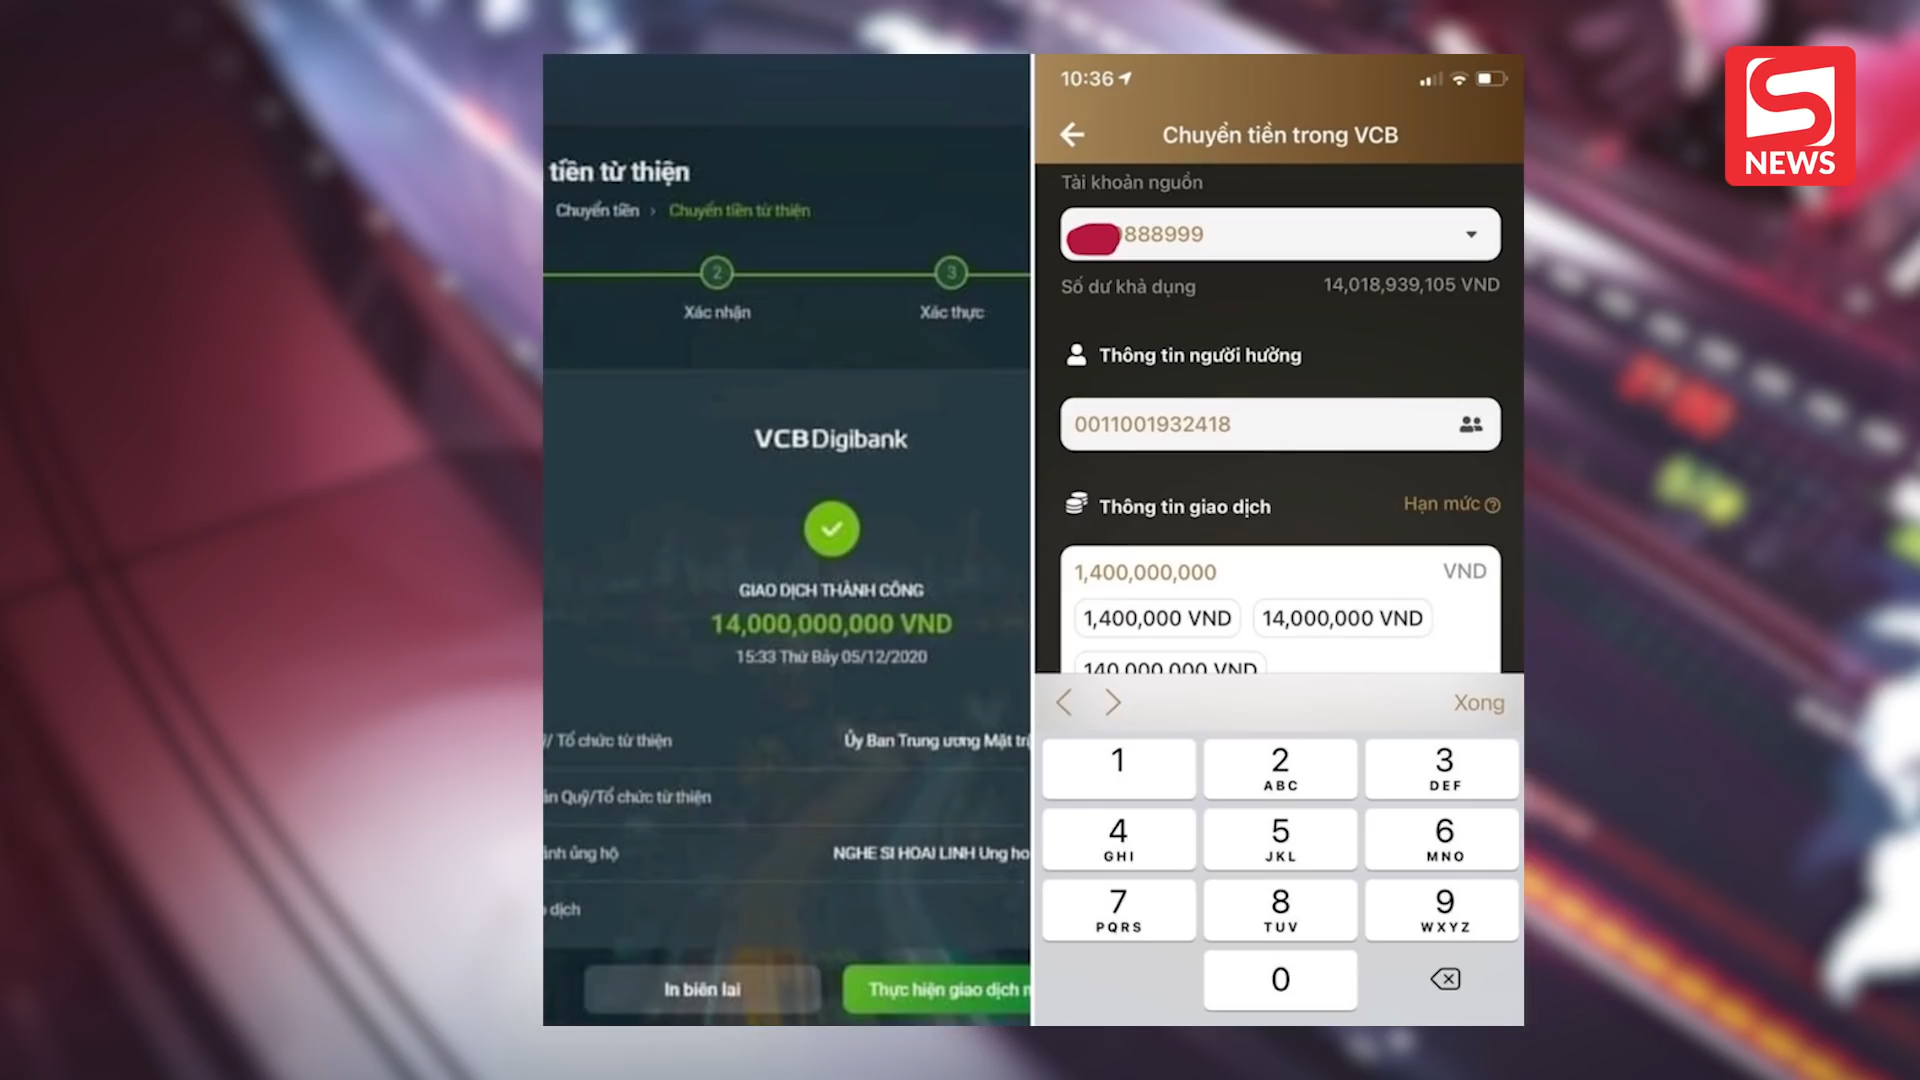 tiền từ thiện
Chuyển tiền › Chuyển tiền từ thiện
2
3
Xác nhận
Xác thực
VCBDigibank
GIAO DỊCH THÀNH CÔNG
14,000,000,000 VND
15:33 Thứ Bảy 05/12/2020
/ Tổ chức từ thiện
Ủy Ban Trung ương Mặt
Quỹ/Tổ chức từ thiện
NGHE SI HOAI LINH Ung ho
ủng hộ
dịch
In biên lai
Thực hiện giao dịch
10:36
Chuyển tiền trong VCB
Tài khoản nguồn
888999
Số dư khả dụng
14,018,939,105 VND
Thông tin người hưởng
0011001932418
Thông tin giao dịch
Hạn mức
1,400,000,000
VND
1,400,000 VND
14,000,000 VND
140,000,000 VND
Xong
1
2 ABC
3 DEF
4 GHI
5 JKL
6 MNO
7 PQRS
8 TUV
9 WXYZ
0
S
NEWS